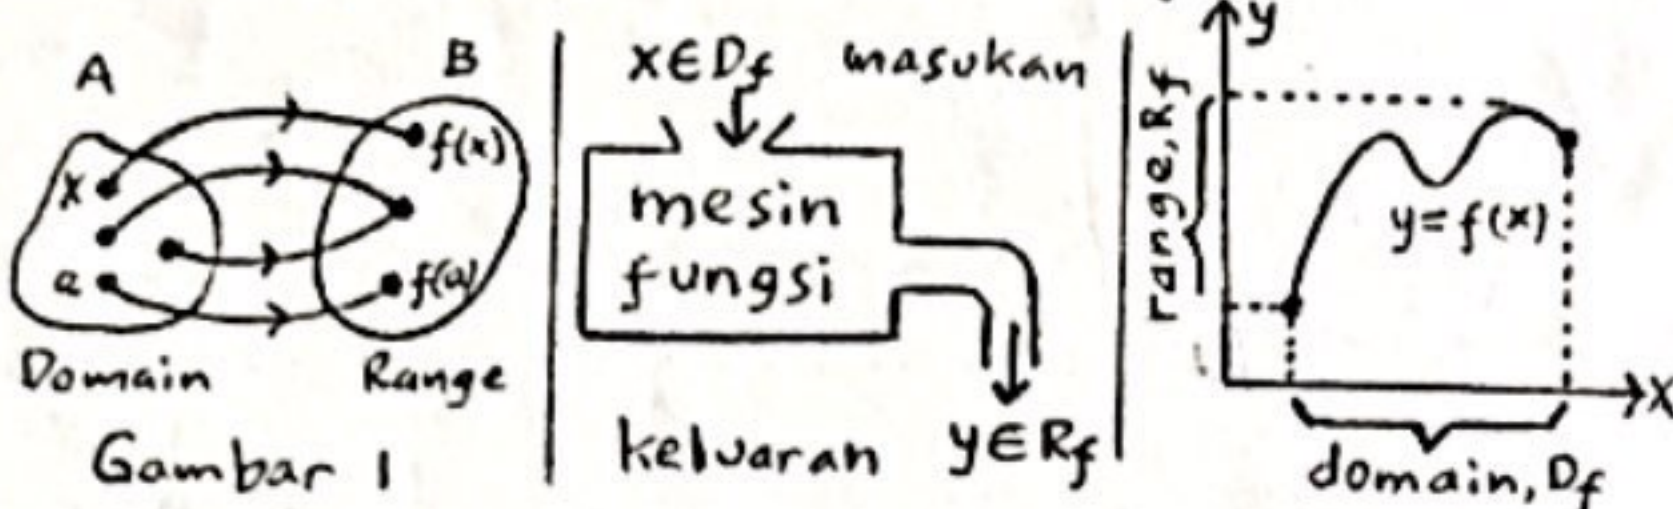 A
B
x
f(x)
a
f(a)
Domain
Range
Gambar 1
x∈Df masukan
mesin
fungsi
keluaran y∈Rf
y
range, Rf
y=f(x)
x
domain, Df